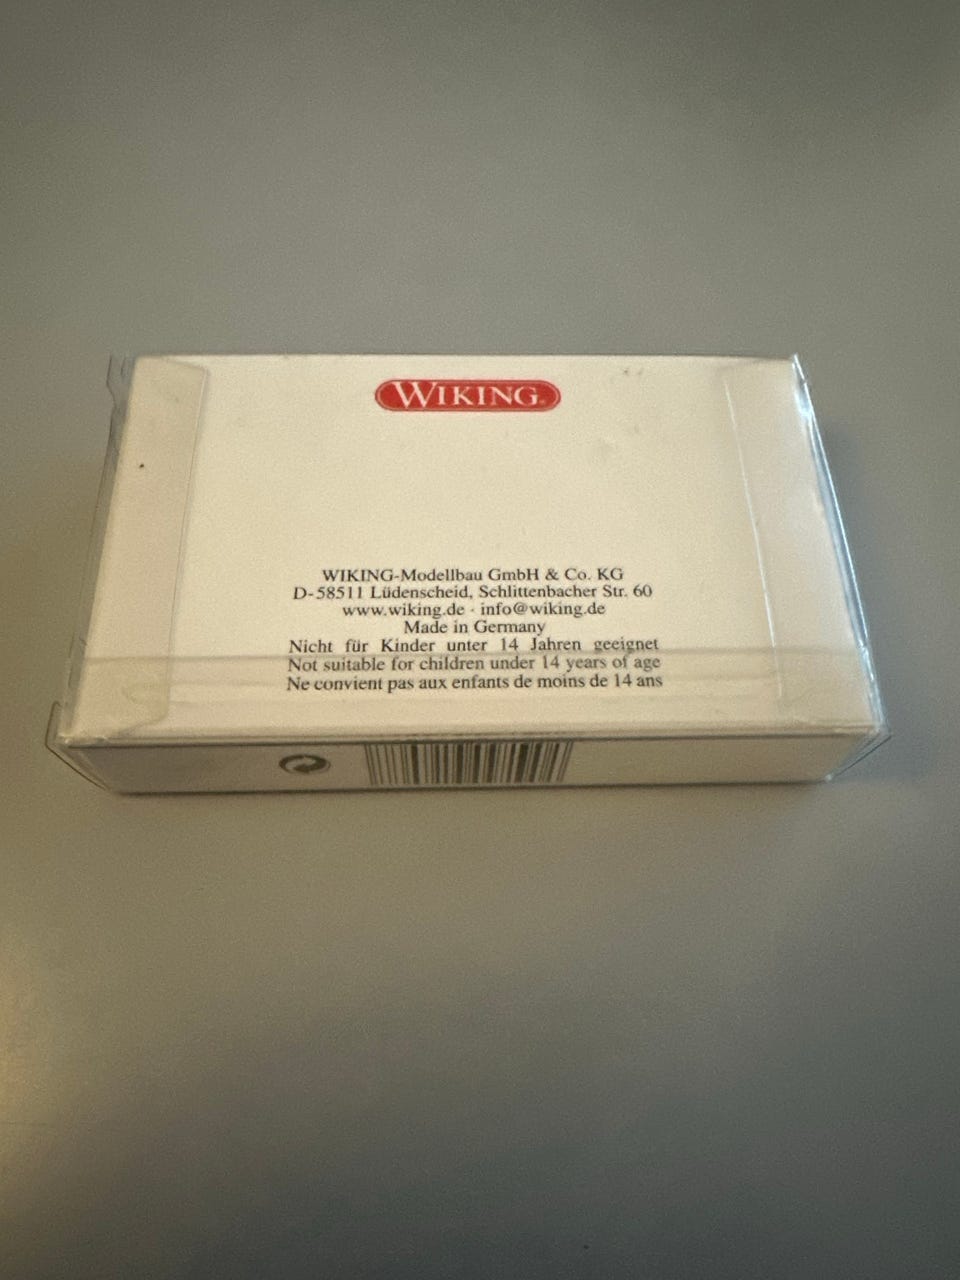 WIKING
WIKING-Modellbau GmbH & Co. KG
D-58511 Lüdenscheid, Schlittenbacher Str. 60
www.wiking.de · info@wiking.de
Made in Germany
Nicht für Kinder unter 14 Jahren geeignet
Not suitable for children under 14 years of age
Ne convient pas aux enfants de moins de 14 ans